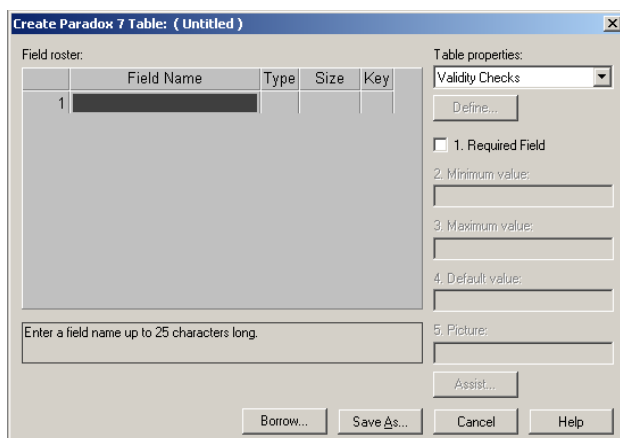 Create Paradox 7 Table: ( Untitled )
Field roster:
Field Name Type Size Key
1
Enter a field name up to 25 characters long.
Table properties:
Validity Checks
Define...
1. Required Field
2. Minimum value:
3. Maximum value:
4. Default value:
5. Picture:
Assist...
Borrow... Save As... Cancel Help